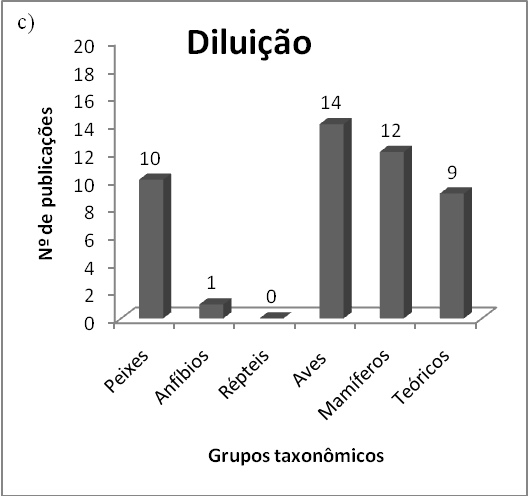 c)
Diluição
Nº de publicações
20
18
16
14
12
10
8
6
4
2
0
10
1
0
14
12
9
Peixes
Anfíbios
Répteis
Aves
Mamíferos
Teóricos
Grupos taxonômicos